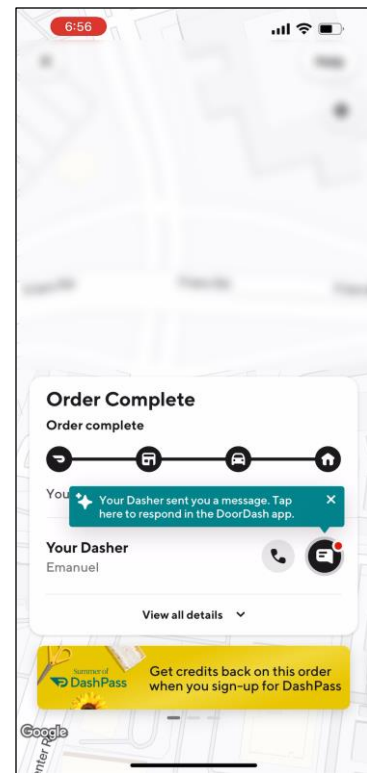 6:56
Order Complete
Order complete
You
Your Dasher sent you a message. Tap
here to respond in the DoorDash app.
Your Dasher
Emanuel
View all details
Summer of
DashPass
Get credits back on this order
when you sign-up for DashPass
Google